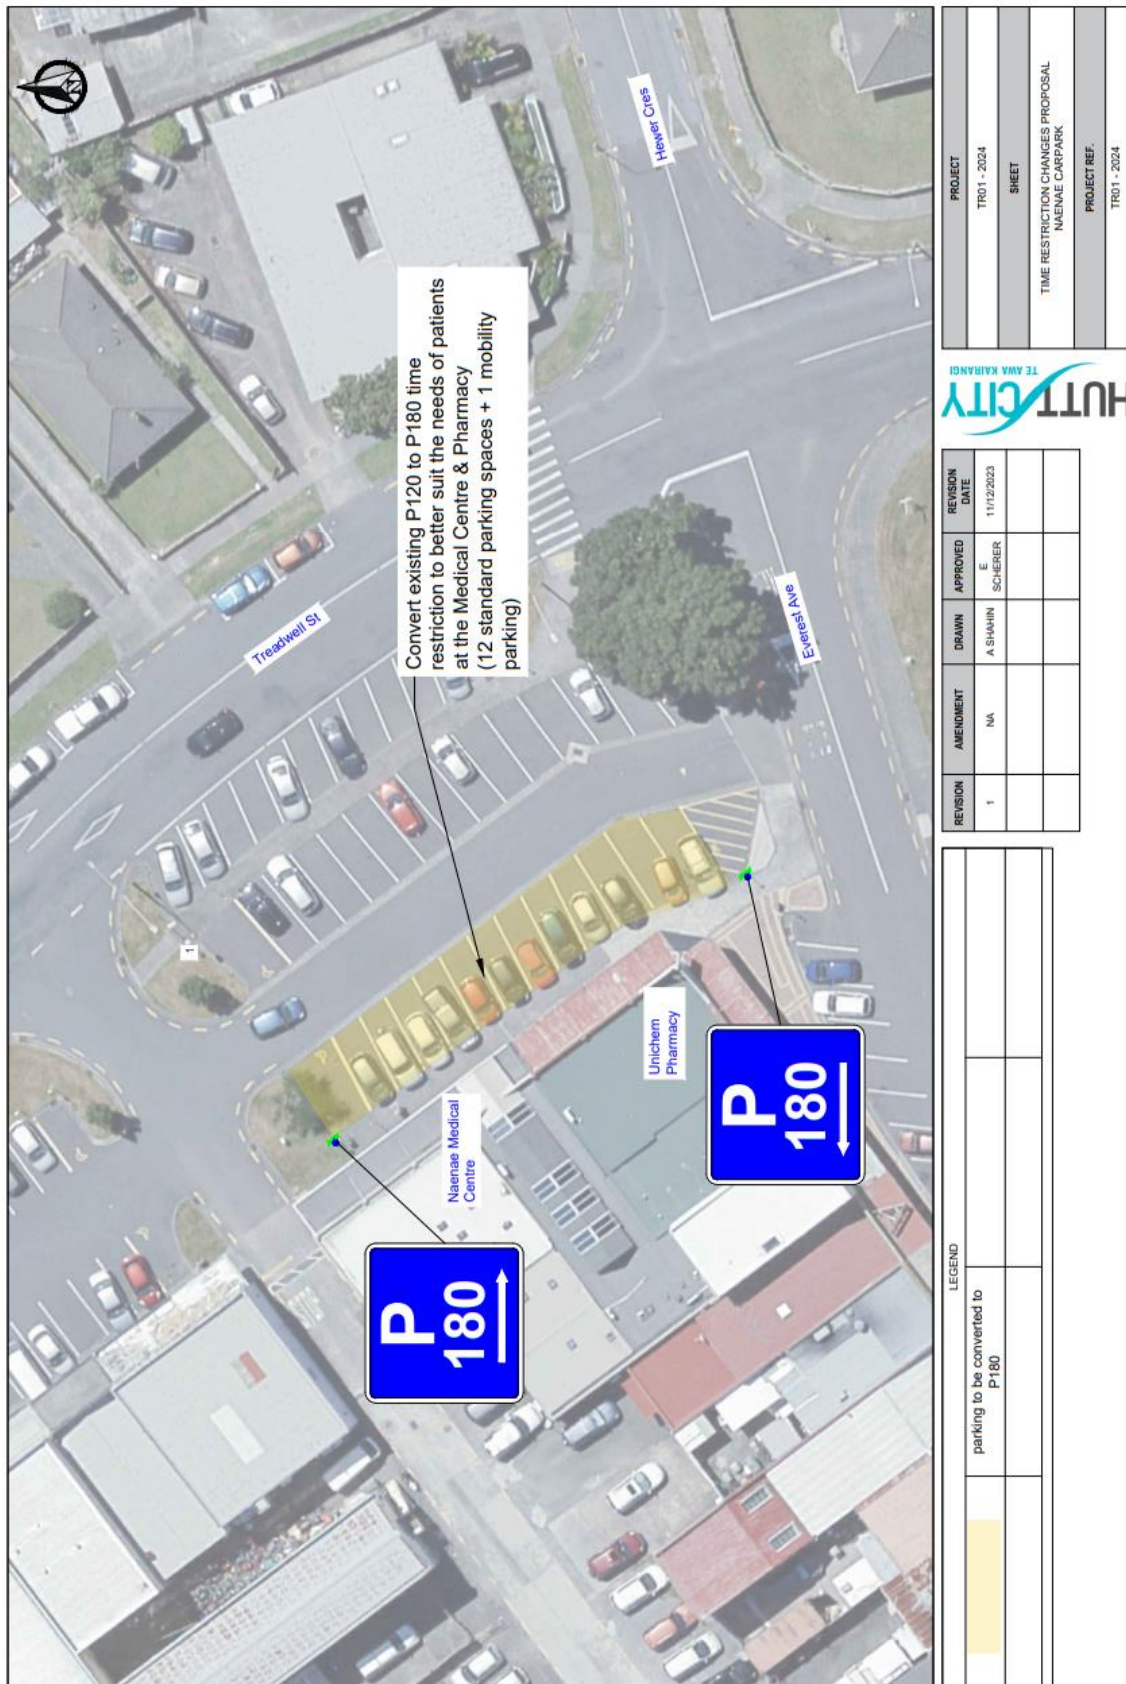 Hewer Cres
Convert existing P120 to P180 time
restriction to better suit the needs of patients
at the Medical Centre & Pharmacy
(12 standard parking spaces + 1 mobility
parking)
Treadwell St
Everest Ave
1
Unichem
Pharmacy
Naenae Medical
Centre
P
180
P
180
N
LEGEND
parking to be converted to
P180
REVISION
AMENDMENT
DRAWN
APPROVED
REVISION
DATE
1
NA
A SHAHIN
E
SCHERER
11/12/2023
HUTT CITY
TE AWA KAIRANGI
PROJECT
TR01 - 2024
SHEET
TIME RESTRICTION CHANGES PROPOSAL
NAENAE CARPARK
PROJECT REF.
TR01 - 2024